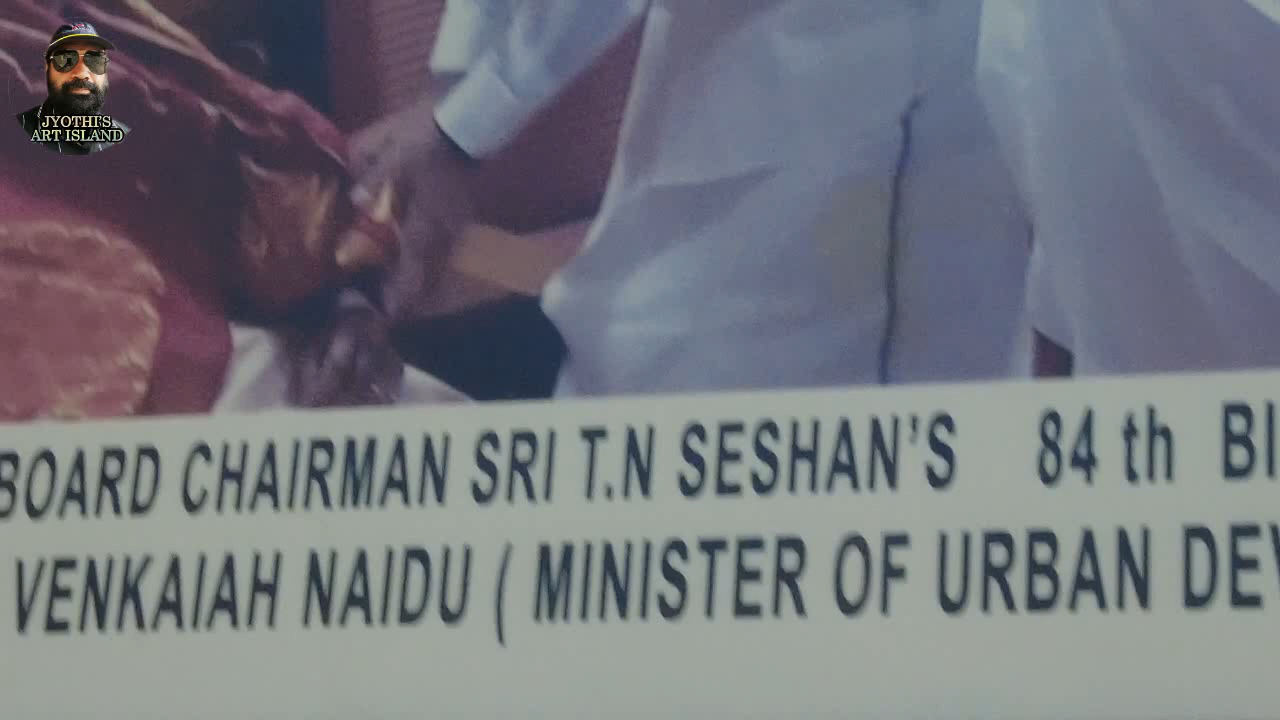 JYOTHI'S
ART ISLAND
BOARD CHAIRMAN SRI T.N SESHAN'S 84 th
VENKAIAH NAIDU ( MINISTER OF URBAN